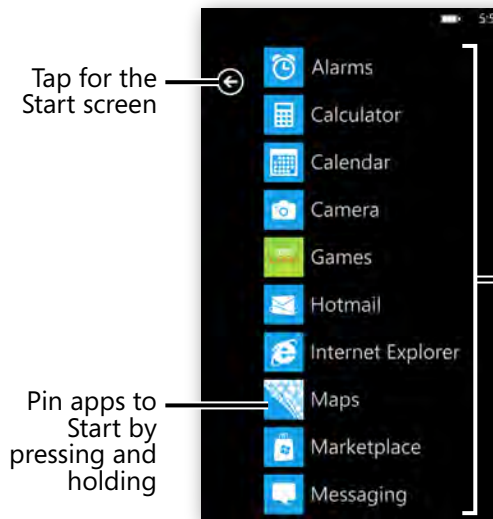 Tap for the
Start screen
Alarms
Calculator
Calendar
Camera
Games
Hotmail
Internet Explorer
Maps
Marketplace
Messaging
Pin apps to
Start by
pressing and
holding